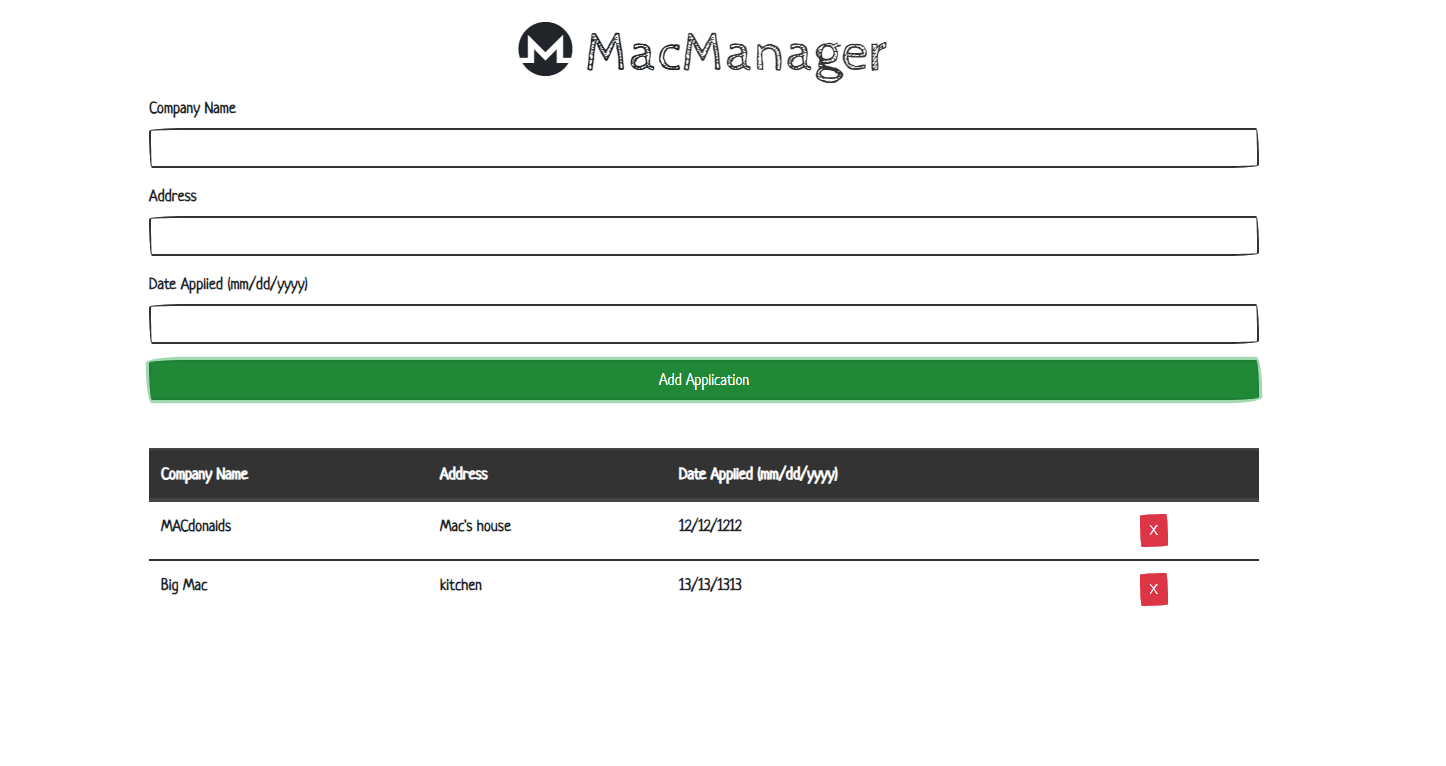 MacManager
Company Name
Address
Date Applied (mm/dd/yyyy)
Add Application
Company Name Address Date Applied (mm/dd/yyyy)
MACdonalds Mac's house 12/12/1212 X
Big Mac kitchen 13/13/1313 X